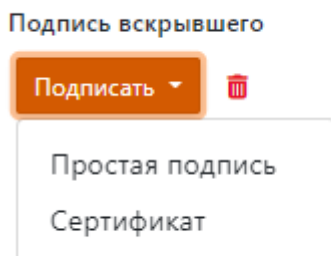 Подпись вскрывшего
Подписать
Простая подпись
Сертификат